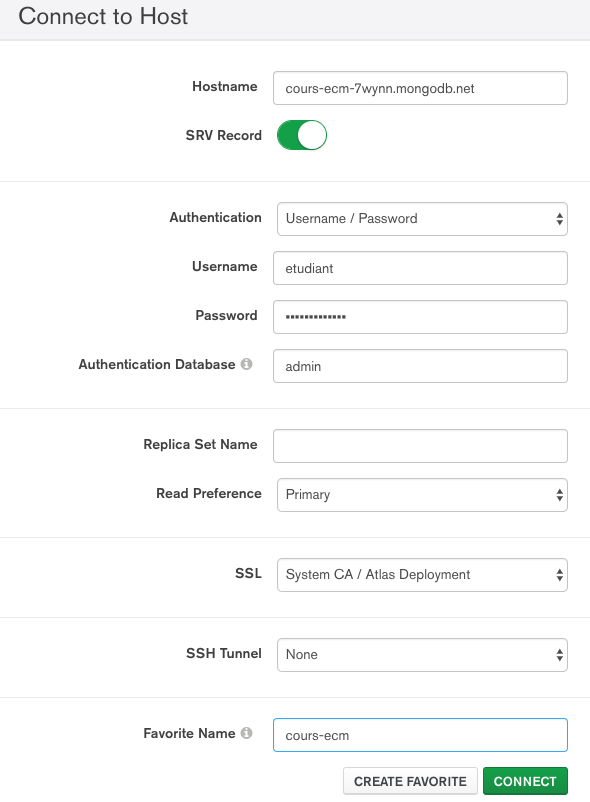 Connect to Host
Hostname cours-ecm-7wynn.mongodb.net
SRV Record
Authentication Username / Password
Username etudiant
Password •••••••••••••
Authentication Database admin
Replica Set Name
Read Preference Primary
SSL System CA / Atlas Deployment
SSH Tunnel None
Favorite Name cours-ecm
CREATE FAVORITE CONNECT